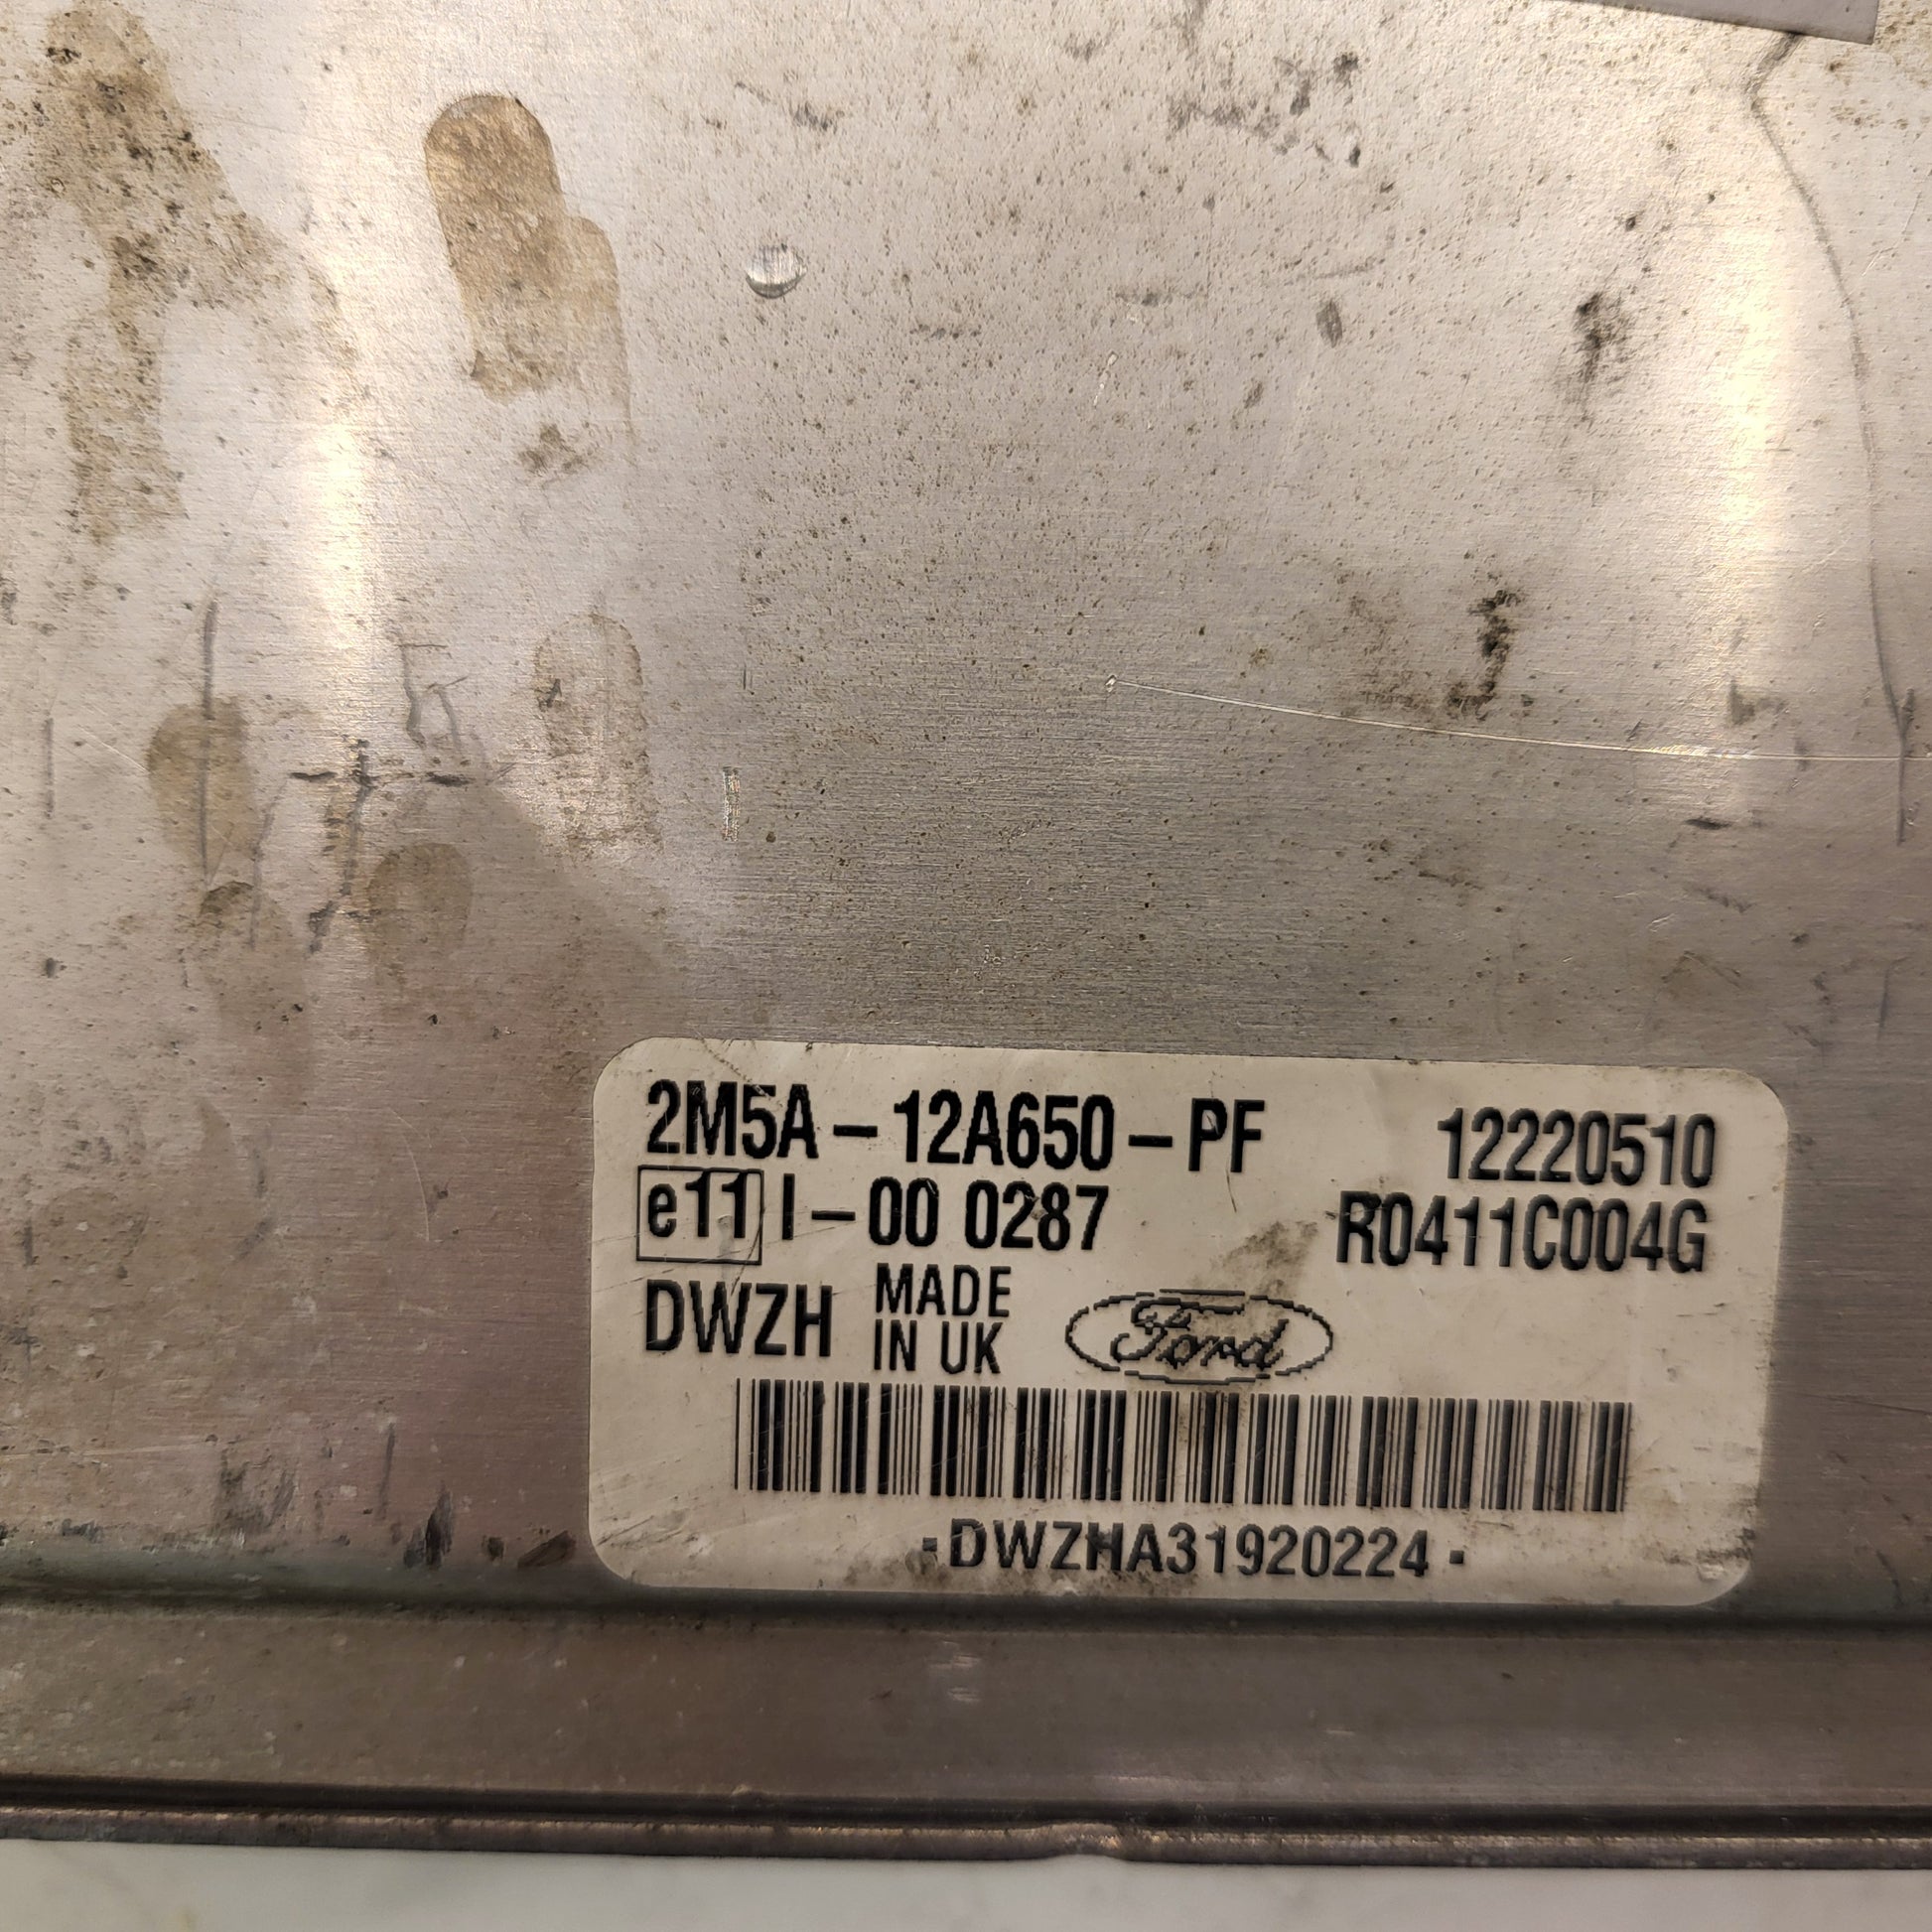 2M5A-12A650-PF 12220510
e11 I-00 0287 R0411C004G
DWZH MADE IN UK Ford
-DWZHA31920224-